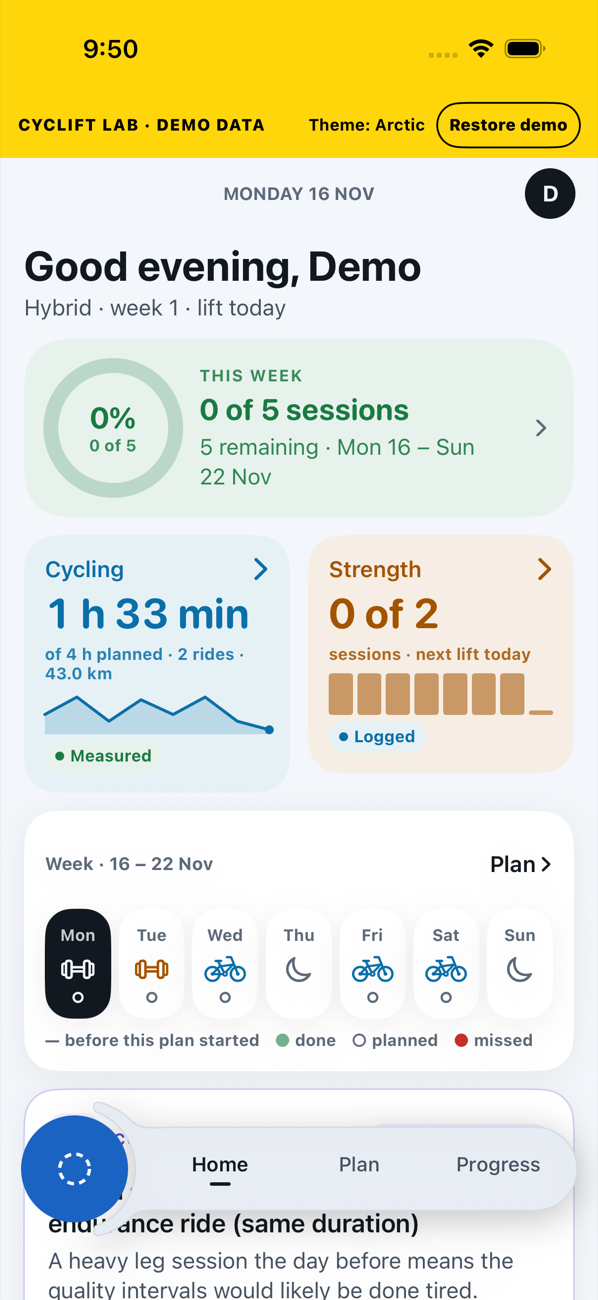 9:50
CYCLIFT LAB · DEMO DATA Theme: Arctic Restore demo
MONDAY 16 NOV D
Good evening, Demo
Hybrid · week 1 · lift today
THIS WEEK
0%
0 of 5
0 of 5 sessions
5 remaining · Mon 16 – Sun
22 Nov
Cycling
1 h 33 min
of 4 h planned · 2 rides ·
43.0 km
Measured
Strength
0 of 2
sessions · next lift today
Logged
Week · 16 – 22 Nov Plan
Mon Tue Wed Thu Fri Sat Sun
— before this plan started done planned missed
Home Plan Progress
endurance ride (same duration)
A heavy leg session the day before means the
quality intervals would likely be done tired.